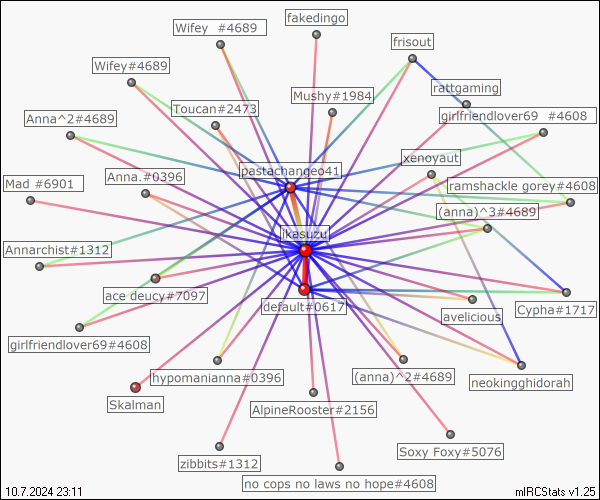 fakedingo
Wifey  #4689
frisout
Wifey#4689
rattgaming
Mushy#1984
Toucan#2473
girlfriendlover69  #4608
Anna^2#4689
xenoyaut
pastachangeo41
Anna.#0396
Mad #6901
ramshackle gorey#4608
(anna)^3#4689
jkasuzu
Annarchist#1312
ace deucy#7097
default#0617
avelicious
Cypha#1717
girlfriendlover69#4608
hypomanianna#0396
(anna)^2#4689
neokingghidorah
Skalman
AlpineRooster#2156
Soxy Foxy#5076
zibbits#1312
no cops no laws no hope#4608
10.7.2024 23:11
mIRCStats v1.25